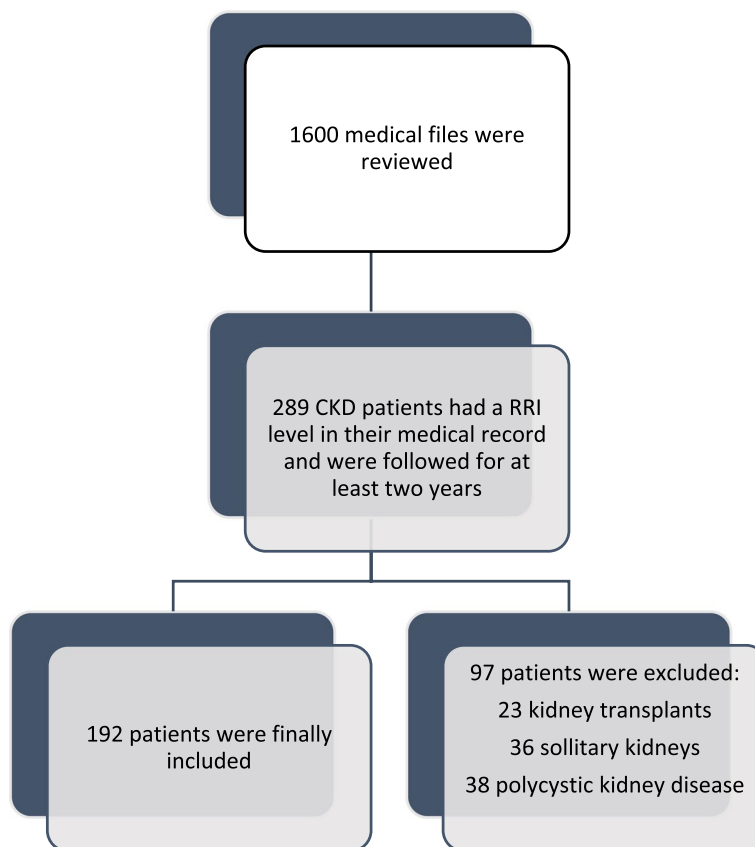 1600 medical files were
reviewed
289 CKD patients had a RRI
level in their medical record
and were followed for at
least two years
192 patients were finally
included
97 patients were excluded:
23 kidney transplants
36 sollitary kidneys
38 polycystic kidney disease